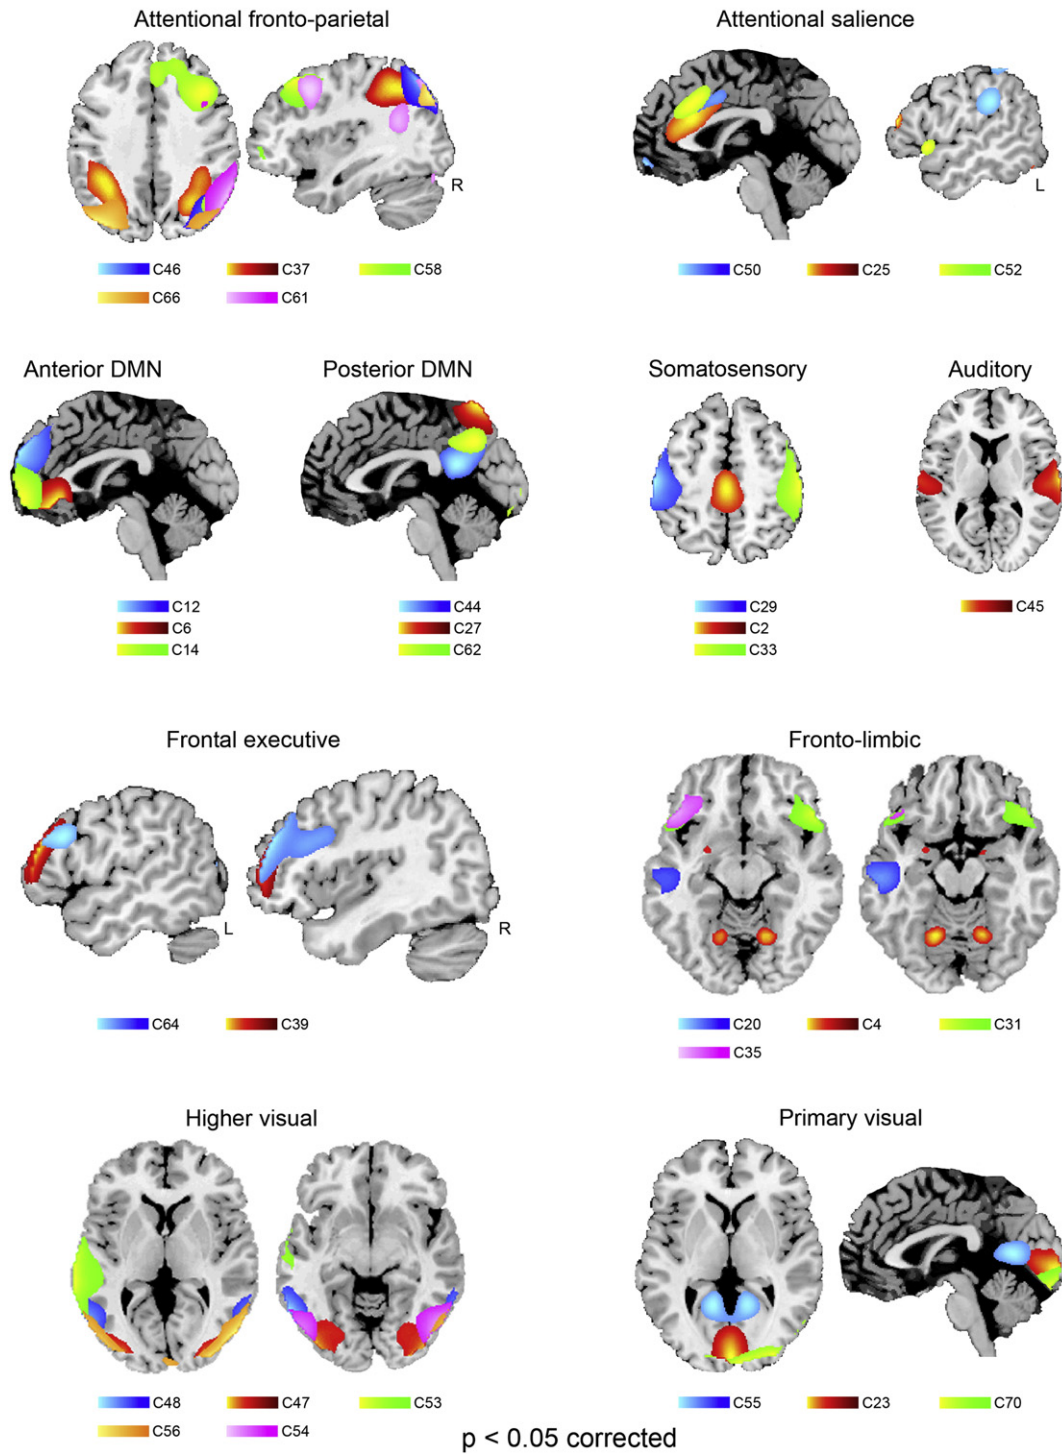 Attentional fronto-parietal
Attentional salience
R
L
C46 C37 C58
C66 C61
C50 C25 C52
Anterior DMN
Posterior DMN
Somatosensory
Auditory
C12
C6
C14
C44
C27
C62
C29
C2
C33
C45
Frontal executive
Fronto-limbic
L
R
C64 C39
C20 C4 C31
C35
Higher visual
Primary visual
C48 C47 C53
C56 C54
C55 C23 C70
p < 0.05 corrected